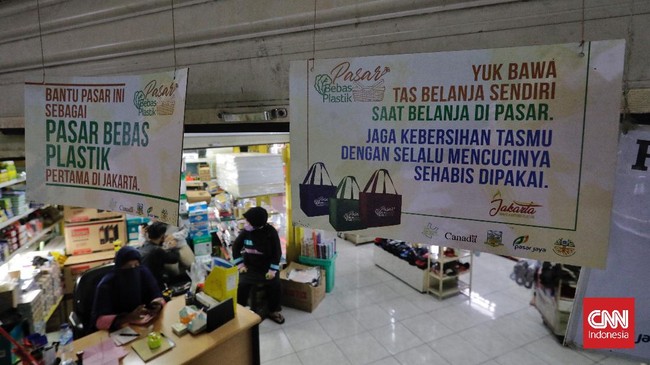 BANTU PASAR INI
SEBAGAI
PASAR BEBAS
PLASTIK
PERTAMA DI JAKARTA.
Pasar
Bebas
Plastik
Pasar
Bebas
Plastik
YUK BAWA
TAS BELANJA SENDIRI
SAAT BELANJA DI PASAR.
JAGA KEBERSIHAN TASMU
DENGAN SELALU MENCUCINYA
SEHABIS DIPAKAI.
Jakarta
Canada
pasar jaya
CNN
Indonesia